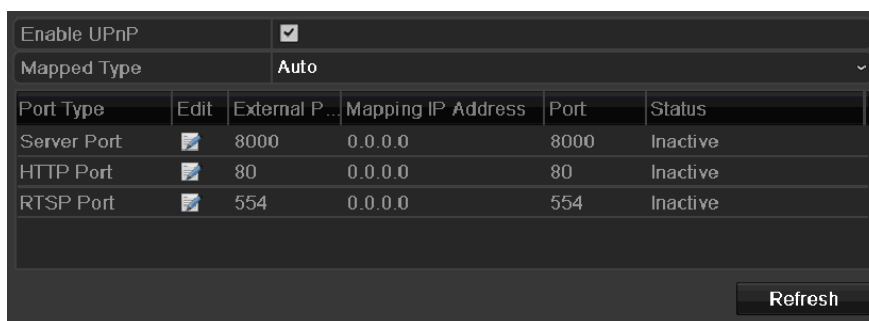 Enable UPnP
Mapped Type Auto
Port Type Edit External P... Mapping IP Address Port Status
Server Port 8000 0.0.0.0 8000 Inactive
HTTP Port 80 0.0.0.0 80 Inactive
RTSP Port 554 0.0.0.0 554 Inactive
Refresh